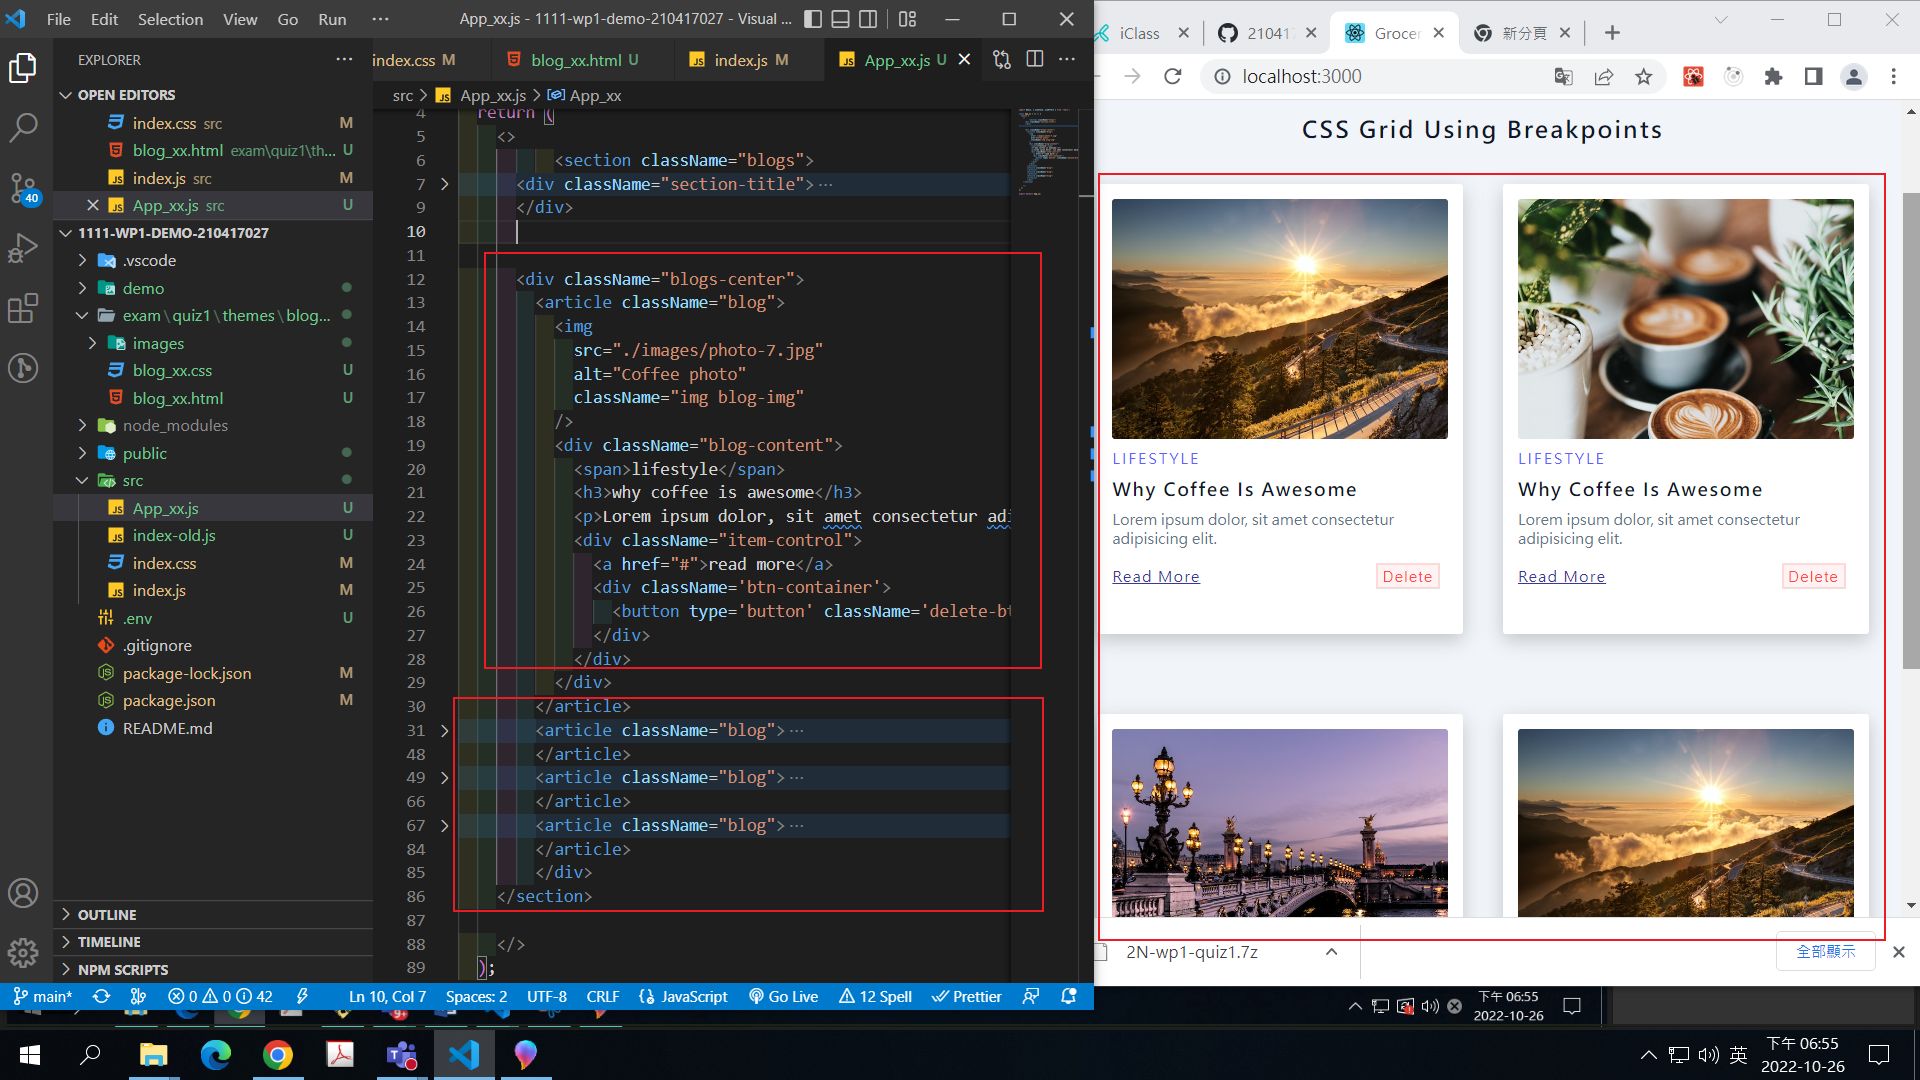 File Edit Selection View Go Run ··· App_xx.js - 1111-wp1-demo-210417027 - Visual ...
EXPLORER ···
OPEN EDITORS
index.css src M
blog_xx.html exam\quiz1\th... U
index.js src M
App_xx.js src U
1111-WP1-DEMO-210417027
.vscode
demo
exam\quiz1\themes\blog...
images
blog_xx.css U
blog_xx.html U
node_modules
public
src
App_xx.js U
index-old.js U
index.css M
index.js M
.env U
.gitignore
package-lock.json M
package.json M
README.md
OUTLINE
TIMELINE
NPM SCRIPTS
40
index.css M blog_xx.html U index.js M App_xx.js U
src > App_xx.js > App_xx
4 return (
5 <>
6 <section className="blogs">
7 <div className="section-title">···
9 </div>
10
11
12 <div className="blogs-center">
13 <article className="blog">
14 <img
15 src="./images/photo-7.jpg"
16 alt="Coffee photo"
17 className="img blog-img"
18 />
19 <div className="blog-content">
20 <span>lifestyle</span>
21 <h3>why coffee is awesome</h3>
22 <p>Lorem ipsum dolor, sit amet consectetur adi
23 <div className="item-control">
24 <a href="#">read more</a>
25 <div className='btn-container'>
26 <button type='button' className='delete-bt
27 </div>
28 </div>
29 </div>
30 </article>
31 <article className="blog">···
48 </article>
49 <article className="blog">···
66 </article>
67 <article className="blog">···
84 </article>
85 </div>
86 </section>
87
88 </>
89 );
main* 0 0 42 Ln 10, Col 7 Spaces: 2 UTF-8 CRLF JavaScript Go Live 12 Spell Prettier
iClass 21041 Grocer 新分頁
localhost:3000
CSS Grid Using Breakpoints
LIFESTYLE
Why Coffee Is Awesome
Lorem ipsum dolor, sit amet consectetur
adipisicing elit.
Read More Delete
LIFESTYLE
Why Coffee Is Awesome
Lorem ipsum dolor, sit amet consectetur
adipisicing elit.
Read More Delete
2N-wp1-quiz1.7z 全部顯示
下午 06:55
2022-10-26
英
下午 06:55
2022-10-26